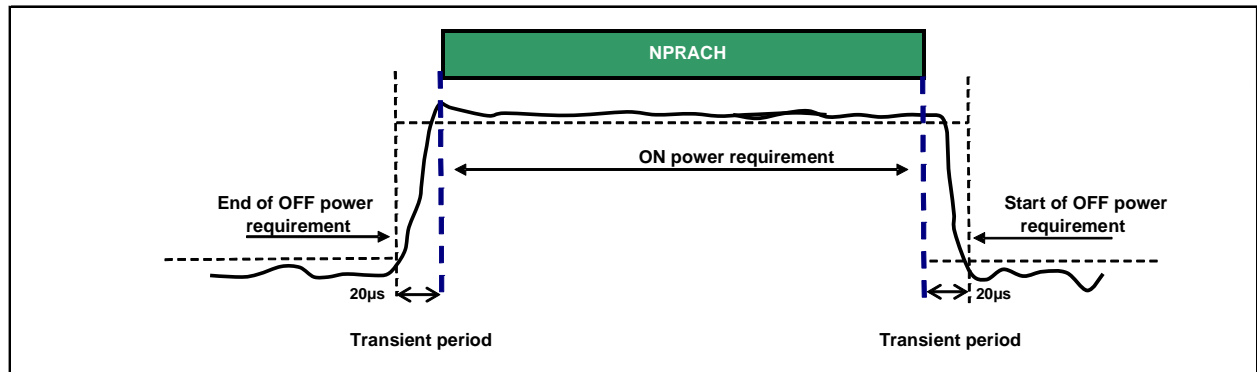 NPRACH
ON power requirement
End of OFF power
requirement
Start of OFF power
requirement
20µs
20µs
Transient period
Transient period